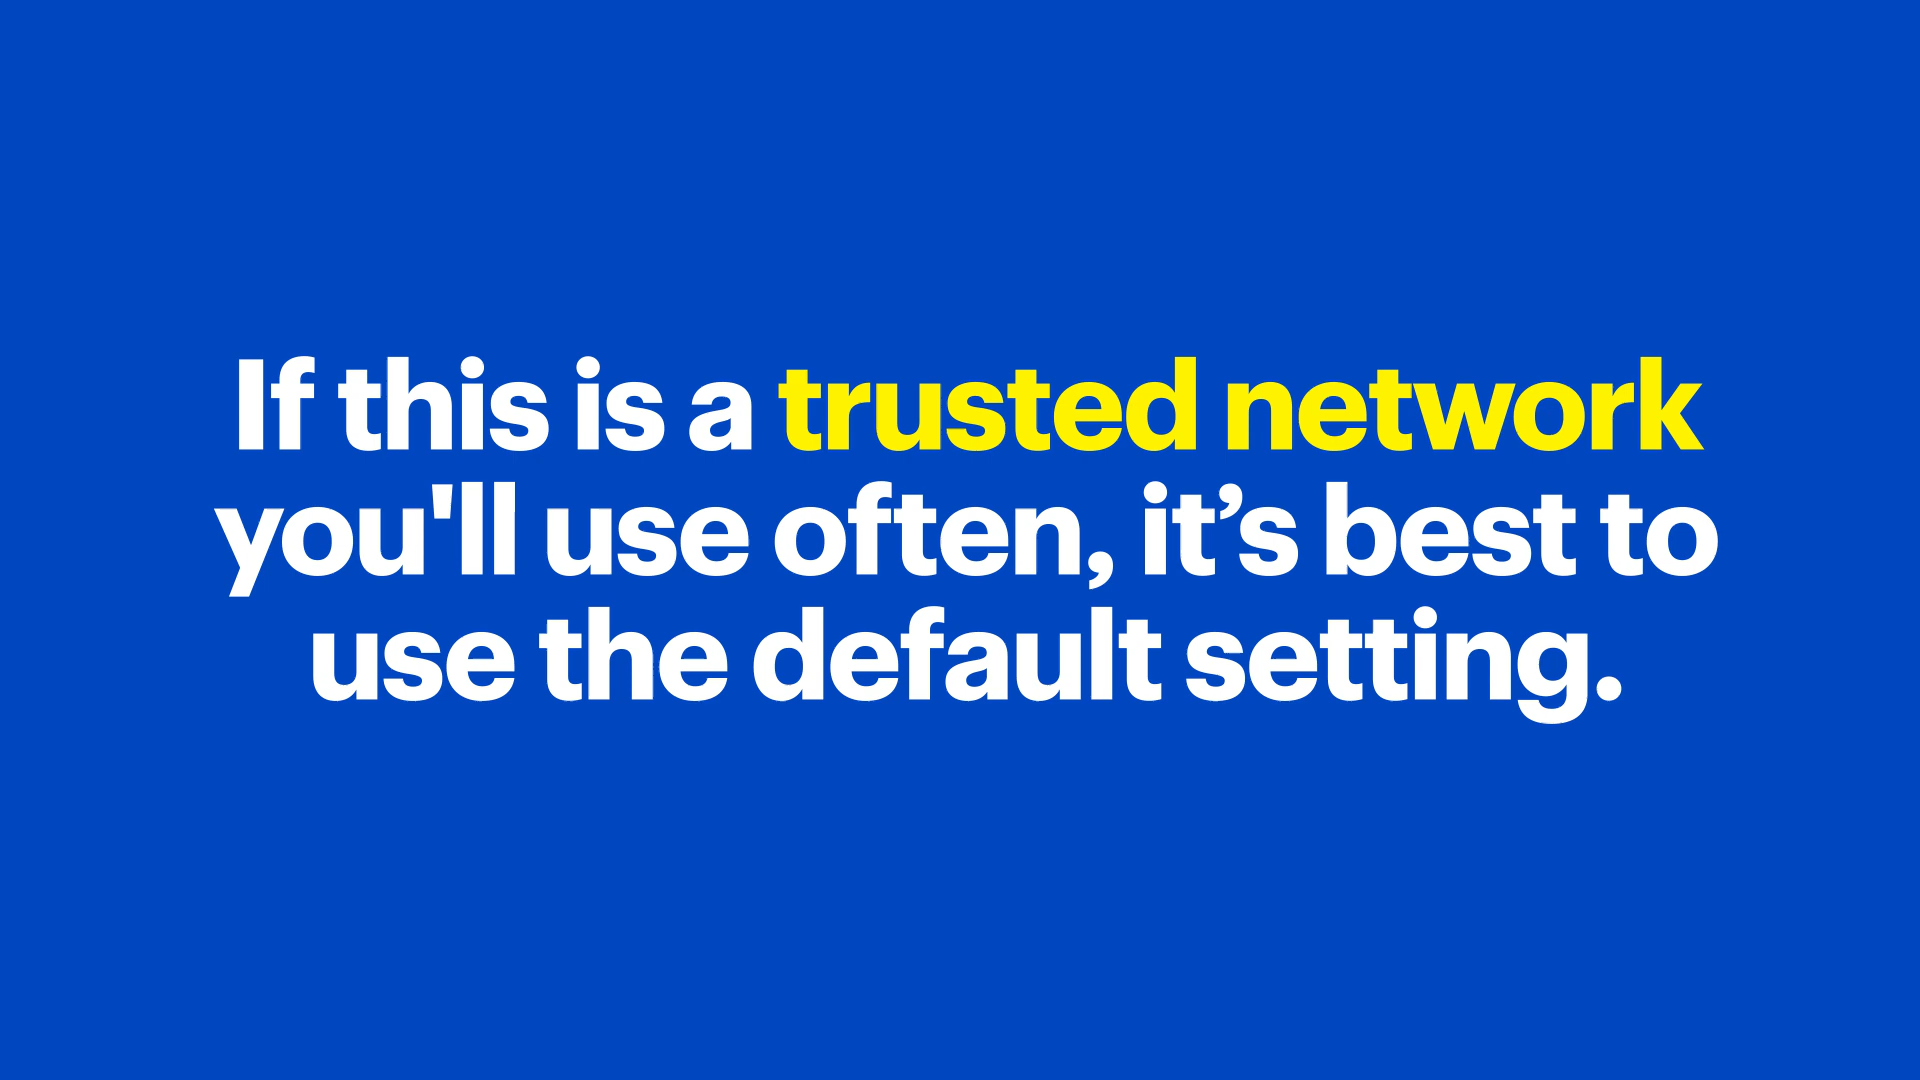 If this is a trusted network
you'll use often, it’s best to
use the default setting.